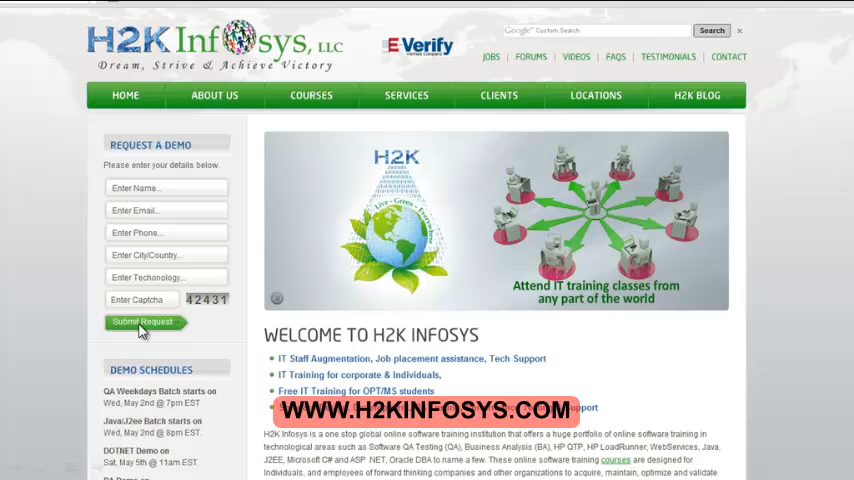 H2K Infosys, LLC
Dream, Strive & Achieve Victory
E-Verify
Google™ Custom Search
Search
×
JOBS | FORUMS | VIDEOS | FAQS | TESTIMONIALS | CONTACT
HOME
ABOUT US
COURSES
SERVICES
CLIENTS
LOCATIONS
H2K BLOG
REQUEST A DEMO
Please enter your details below.
Enter Name...
Enter Email...
Enter Phone...
Enter City/Country...
Enter Techonology...
Enter Captcha
42431
Submit Request
DEMO SCHEDULES
QA Weekdays Batch starts on
Wed, May 2nd @ 7pm EST
Java/J2ee Batch starts on
Wed, May 2nd @ 8pm EST.
DOTNET Demo on
Sat, May 5th @ 11am EST.
H2K
Live - Green - Everywhere
Attend IT training classes from
any part of the world
WELCOME TO H2K INFOSYS
IT Staff Augmentation, Job placement assistance, Tech Support
IT Training for corporate & Individuals,
Free IT Training for OPT/MS students
WWW.H2KINFOSYS.COM
H2K Infosys is a one stop global online software training institution that offers a huge portfolio of online software training in
technological areas such as Software QA Testing (QA), Business Analysis (BA), HP QTP, HP LoadRunner, WebServices, Java,
J2EE, Microsoft C# and ASP .NET, Oracle DBA to name a few. These online software training courses are designed for
Individuals, and employees of forward thinking companies and other organizations to acquire, maintain, optimize and validate